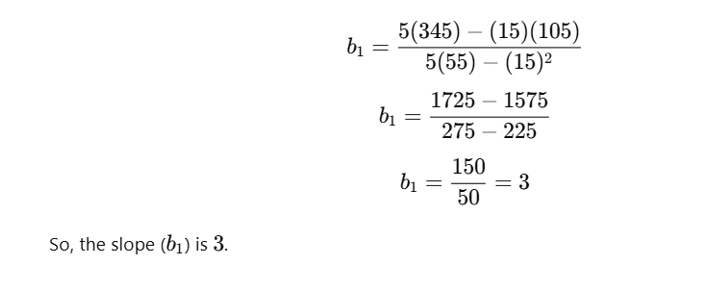 b₁ = 5(345) – (15)(105) / 5(55) – (15)²
b₁ = 1725 – 1575 / 275 – 225
b₁ = 150 / 50 = 3
So, the slope (b₁) is 3.